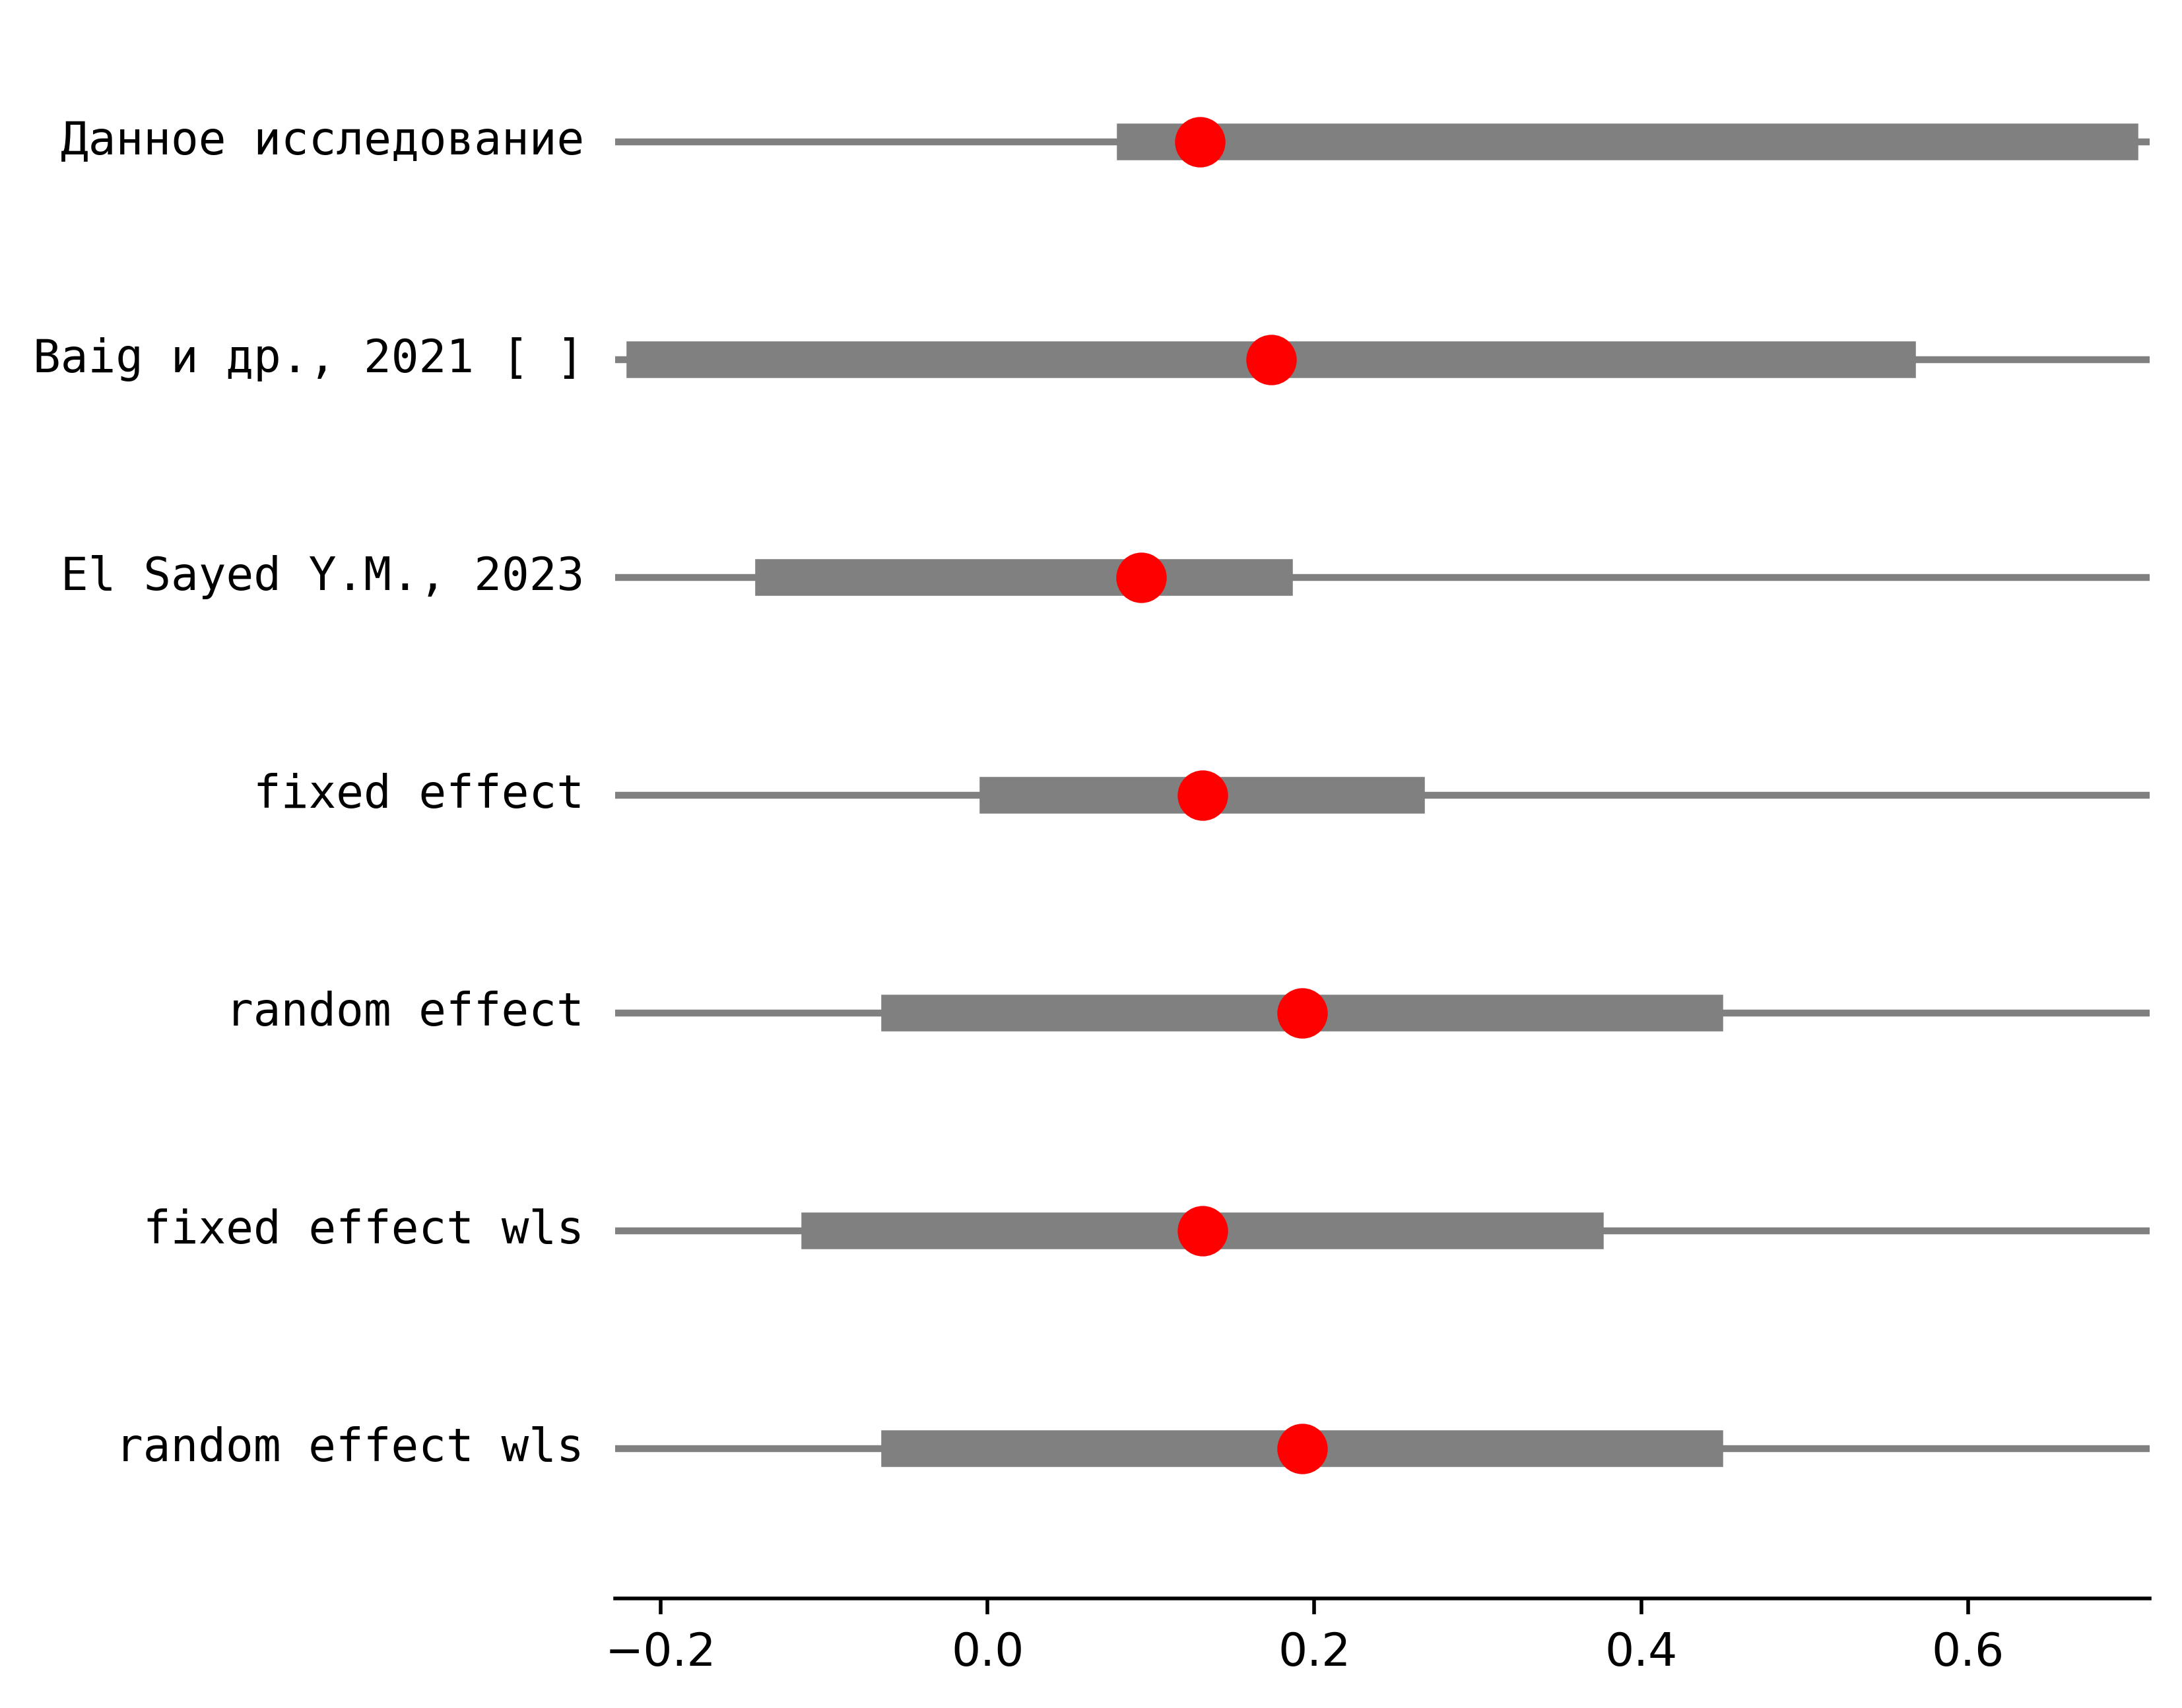 Данное исследование
Baig и др., 2021 [ ]
El Sayed Y.M., 2023
fixed effect
random effect
fixed effect wls
random effect wls
−0.2 0.0 0.2 0.4 0.6